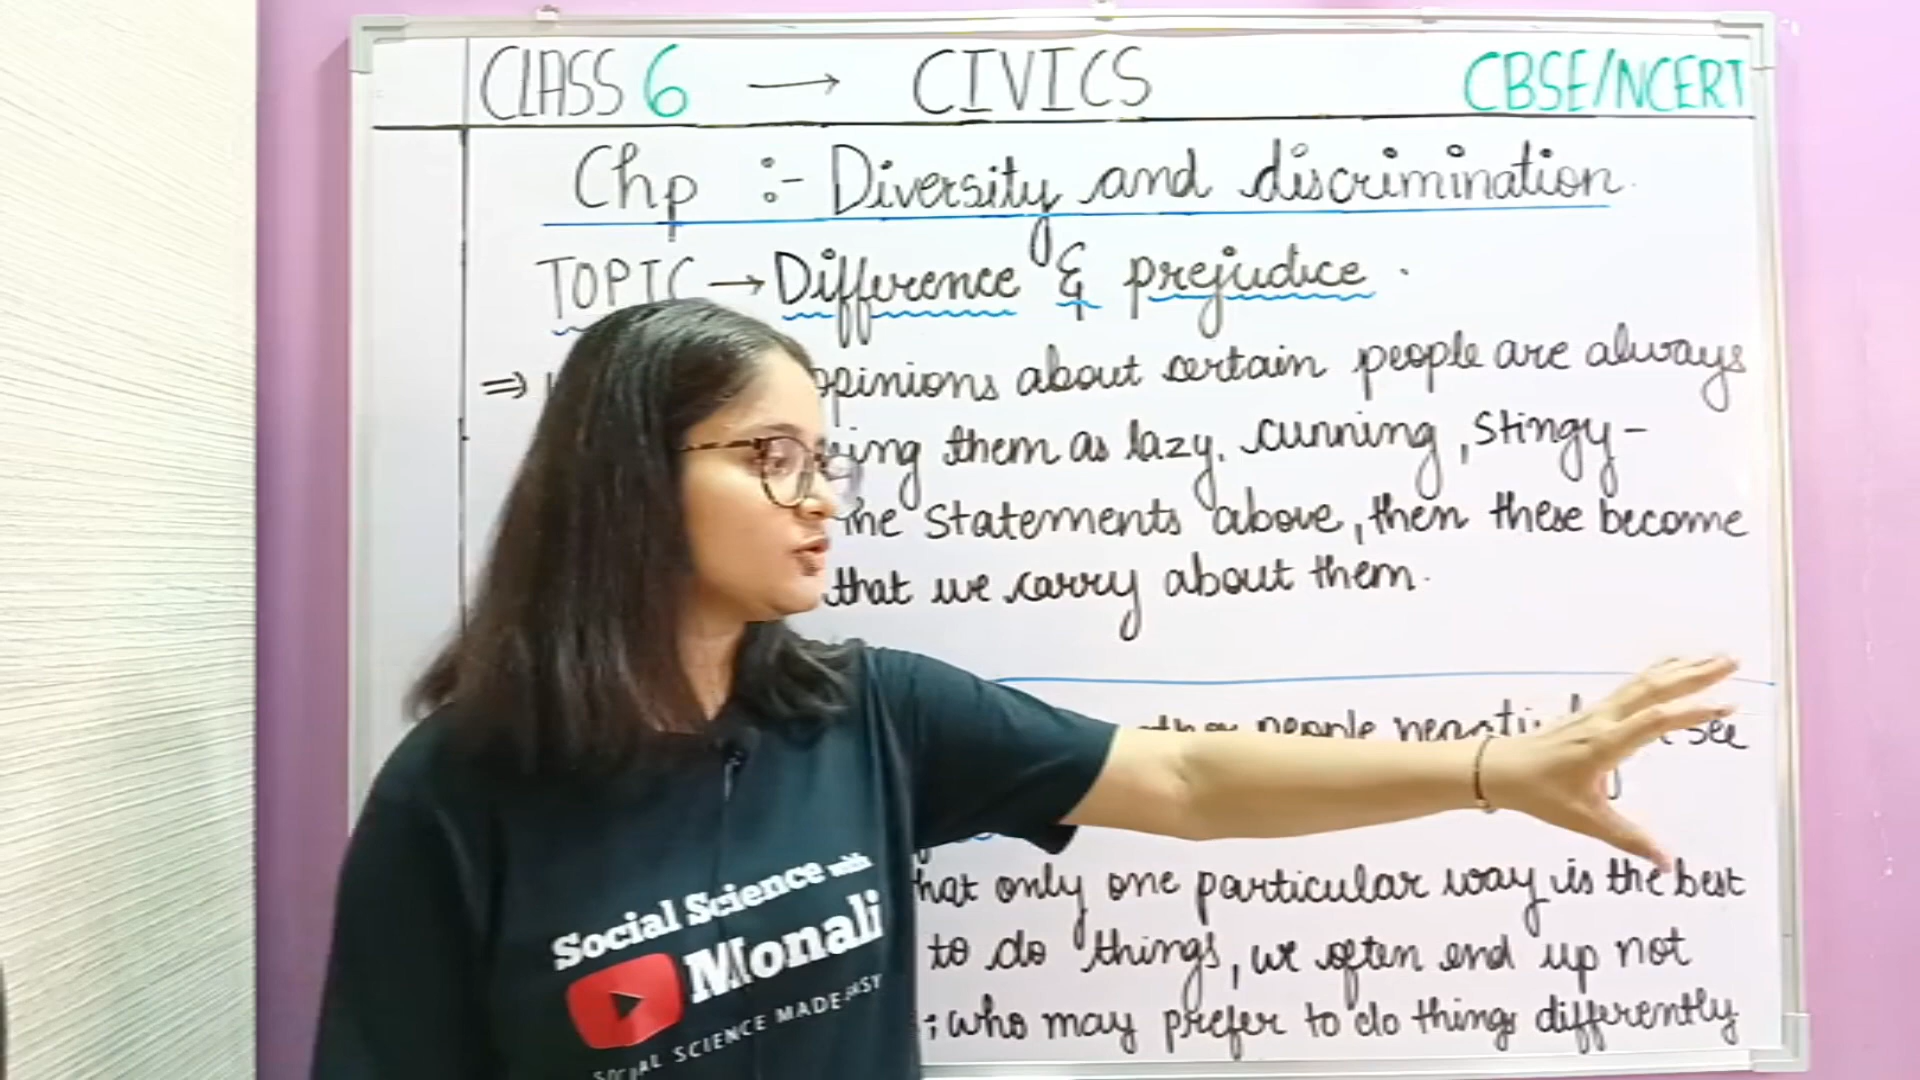 CLASS 6 → CIVICS CBSE/NCERT
Chp :- Diversity and discrimination.
TOPIC → Difference & prejudice.
⇒ opinions about certain people are always
them as lazy, cunning, stingy-
the statements above, then these become
that we carry about them.
people negatively see
that only one particular way is the best
to do things, we often end up not
; who may prefer to do things differently
Social Science with
Monali
SOCIAL SCIENCE MADE EASY